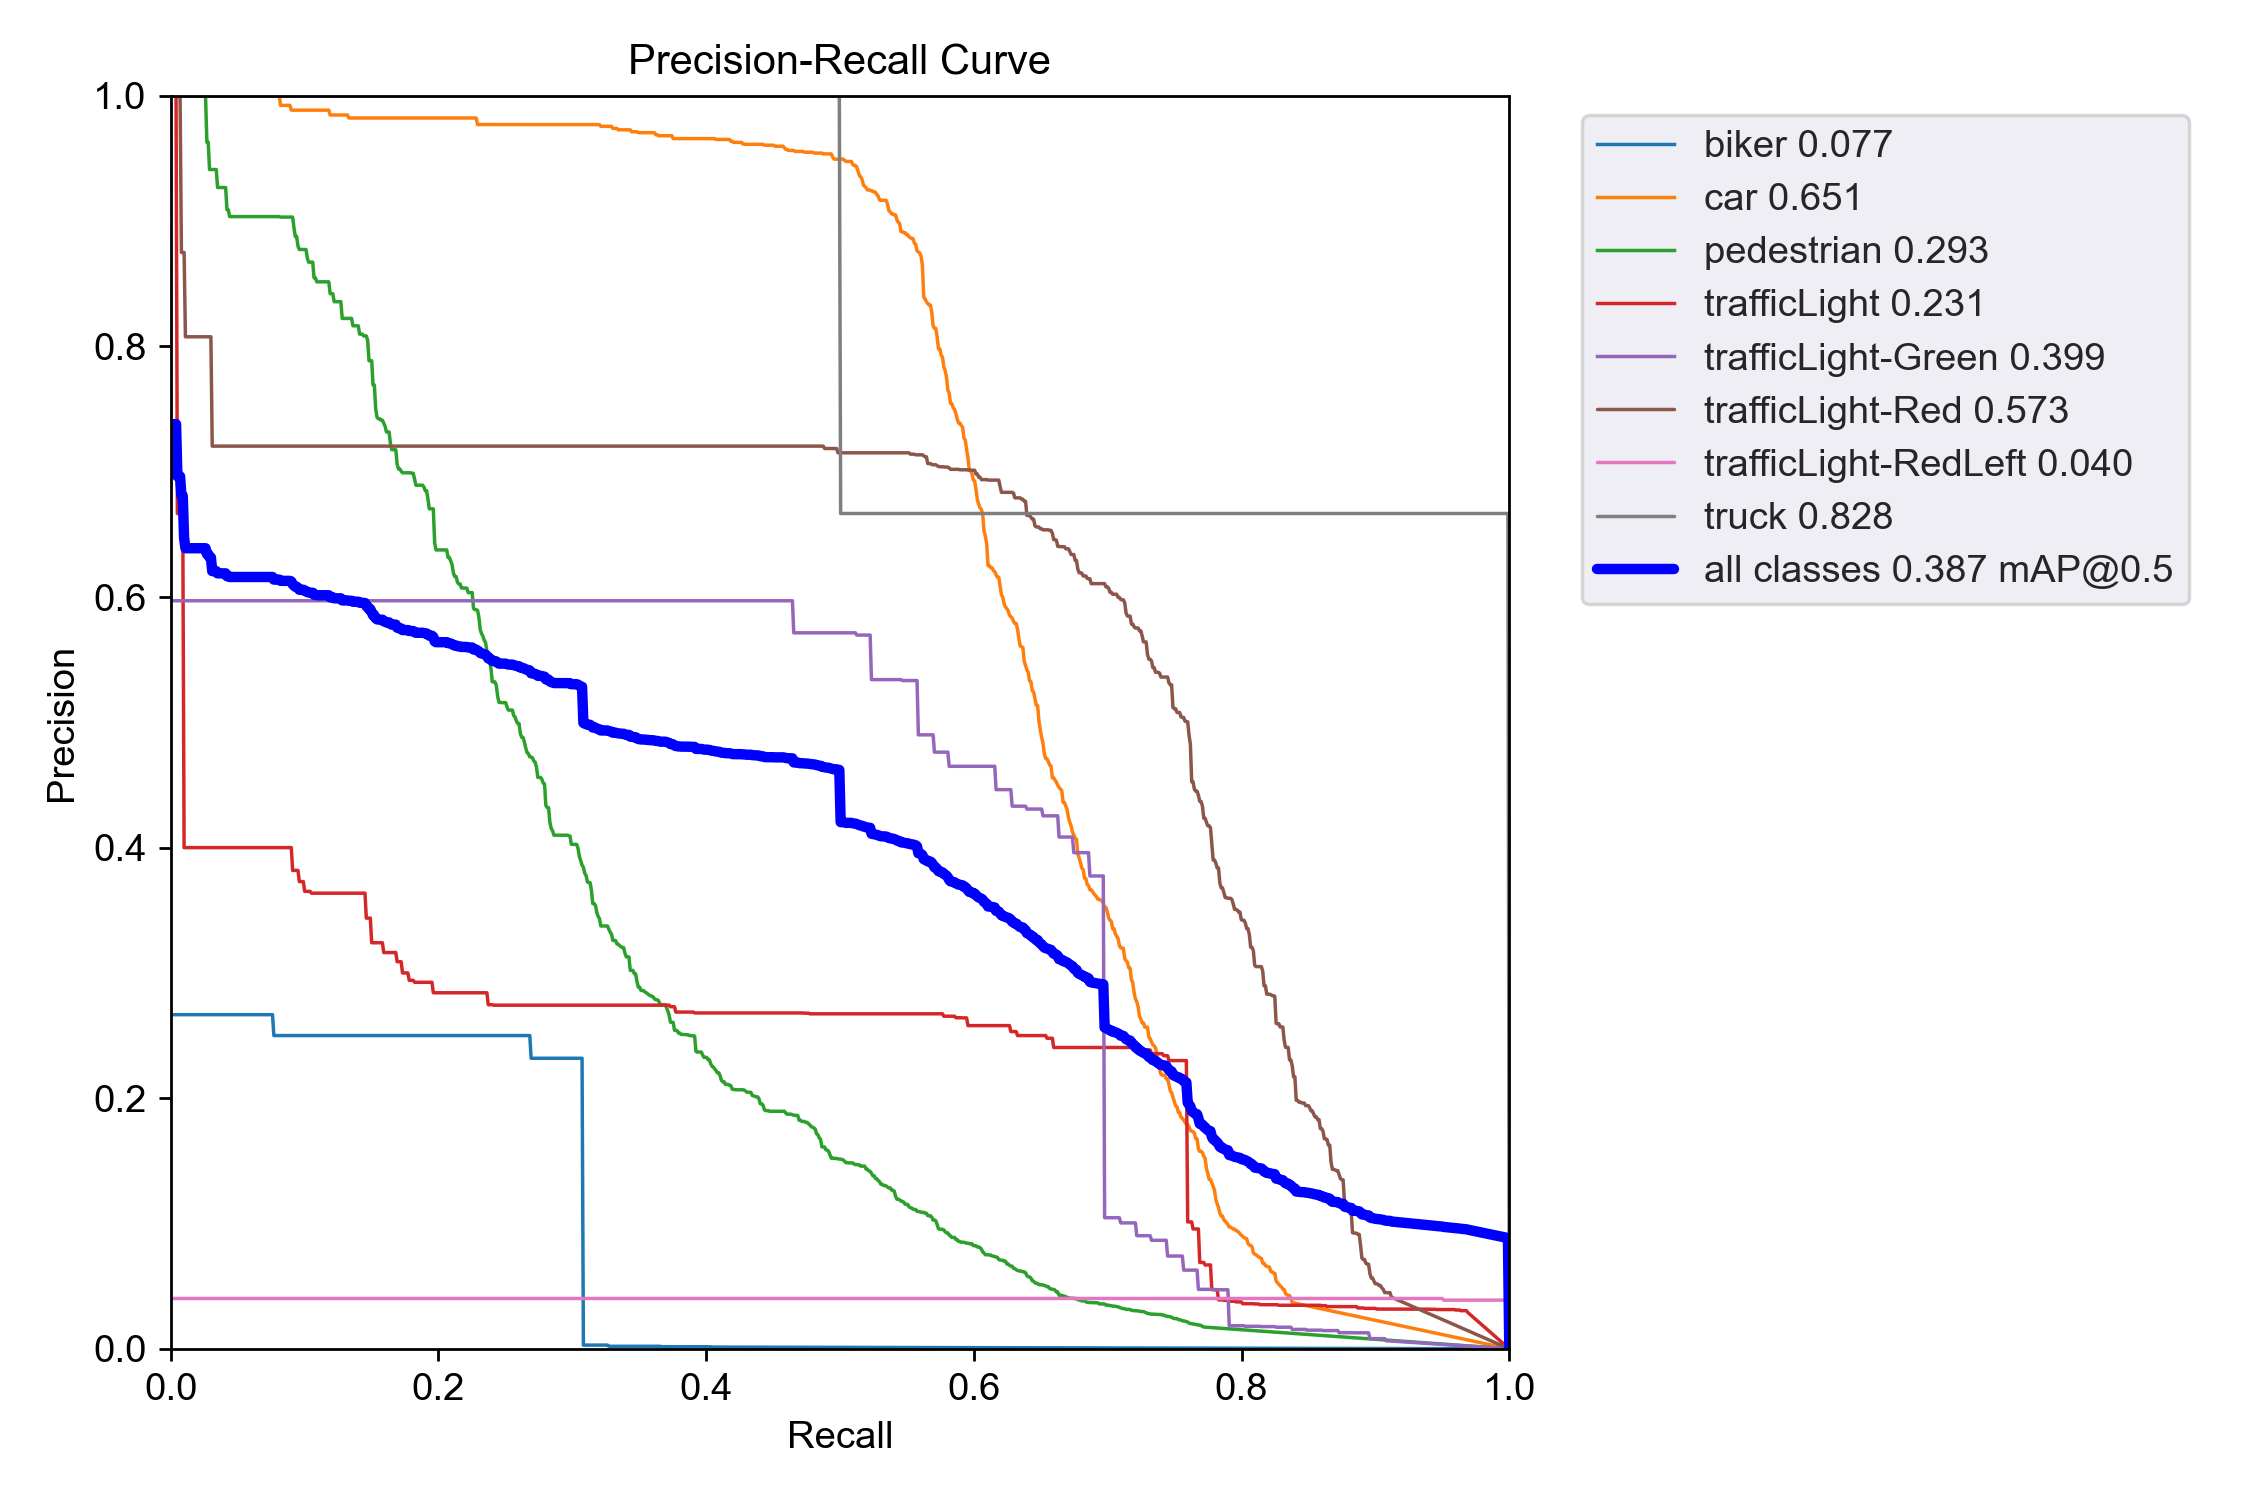 Precision-Recall Curve
1.0
0.8
0.6
0.4
0.2
0.0
Precision
0.0 0.2 0.4 0.6 0.8 1.0
Recall
biker 0.077
car 0.651
pedestrian 0.293
trafficLight 0.231
trafficLight-Green 0.399
trafficLight-Red 0.573
trafficLight-RedLeft 0.040
truck 0.828
all classes 0.387 mAP@0.5